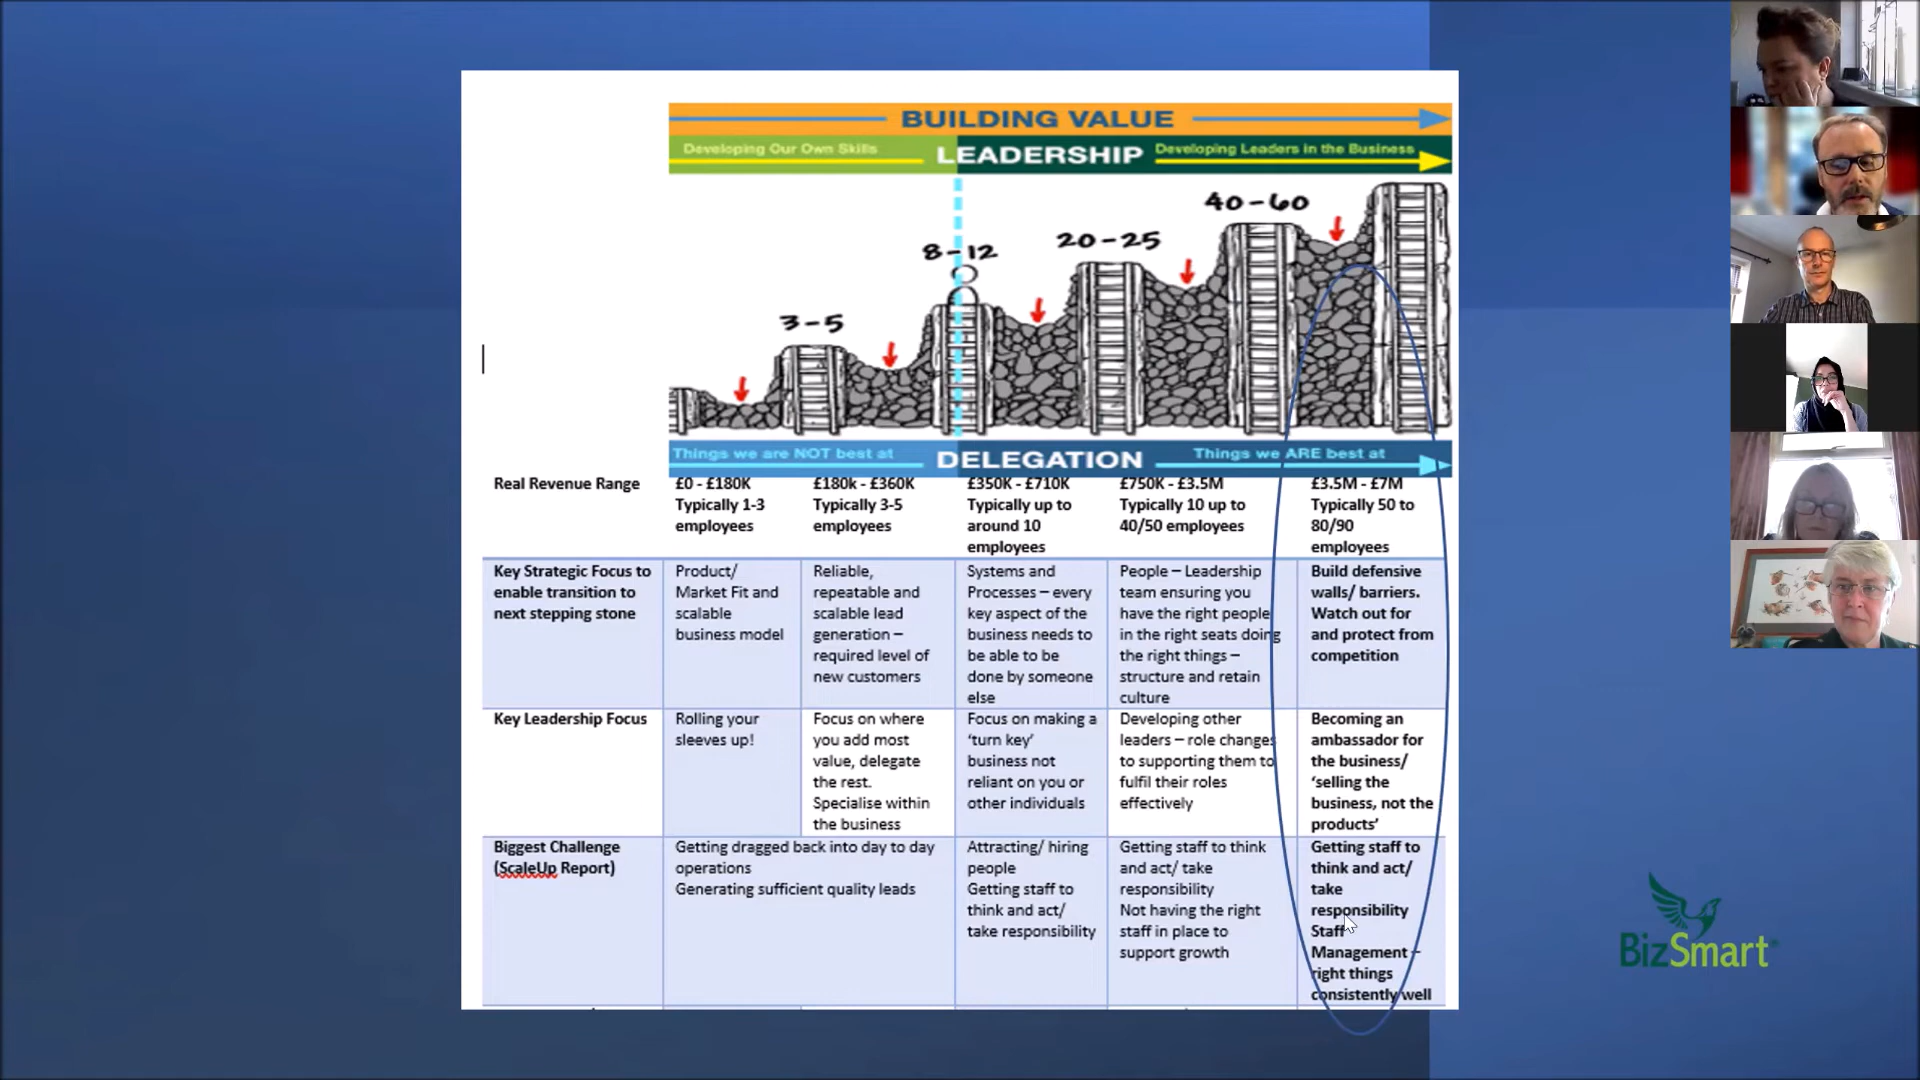 BUILDING VALUE
Developing Our Own Skills
LEADERSHIP
Developing Leaders in the Business
3-5
8-12
20-25
40-60
Things we are NOT best at
DELEGATION
Things we ARE best at
Real Revenue Range
£0 - £180K
Typically 1-3
employees
£180k - £360K
Typically 3-5
employees
£350K - £710K
Typically up to
around 10
employees
£750K - £3.5M
Typically 10 up to
40/50 employees
£3.5M - £7M
Typically 50 to
80/90
employees
Key Strategic Focus to
enable transition to
next stepping stone
Product/
Market Fit and
scalable
business model
Reliable,
repeatable and
scalable lead
generation –
required level of
new customers
Systems and
Processes – every
key aspect of the
business needs to
be able to be
done by someone
else
People – Leadership
team ensuring you
have the right people
in the right seats doing
the right things –
structure and retain
culture
Build defensive
walls/ barriers.
Watch out for
and protect from
competition
Key Leadership Focus
Rolling your
sleeves up!
Focus on where
you add most
value, delegate
the rest.
Specialise within
the business
Focus on making a
‘turn key’
business not
reliant on you or
other individuals
Developing other
leaders – role changes
to supporting them to
fulfil their roles
effectively
Becoming an
ambassador for
the business/
‘selling the
business, not the
products’
Biggest Challenge
(ScaleUp Report)
Getting dragged back into day to day
operations
Generating sufficient quality leads
Attracting/ hiring
people
Getting staff to
think and act/
take responsibility
Getting staff to think
and act/ take
responsibility
Not having the right
staff in place to
support growth
Getting staff to
think and act/
take
responsibility
Staff
Management –
right things
consistently well
BizSmart